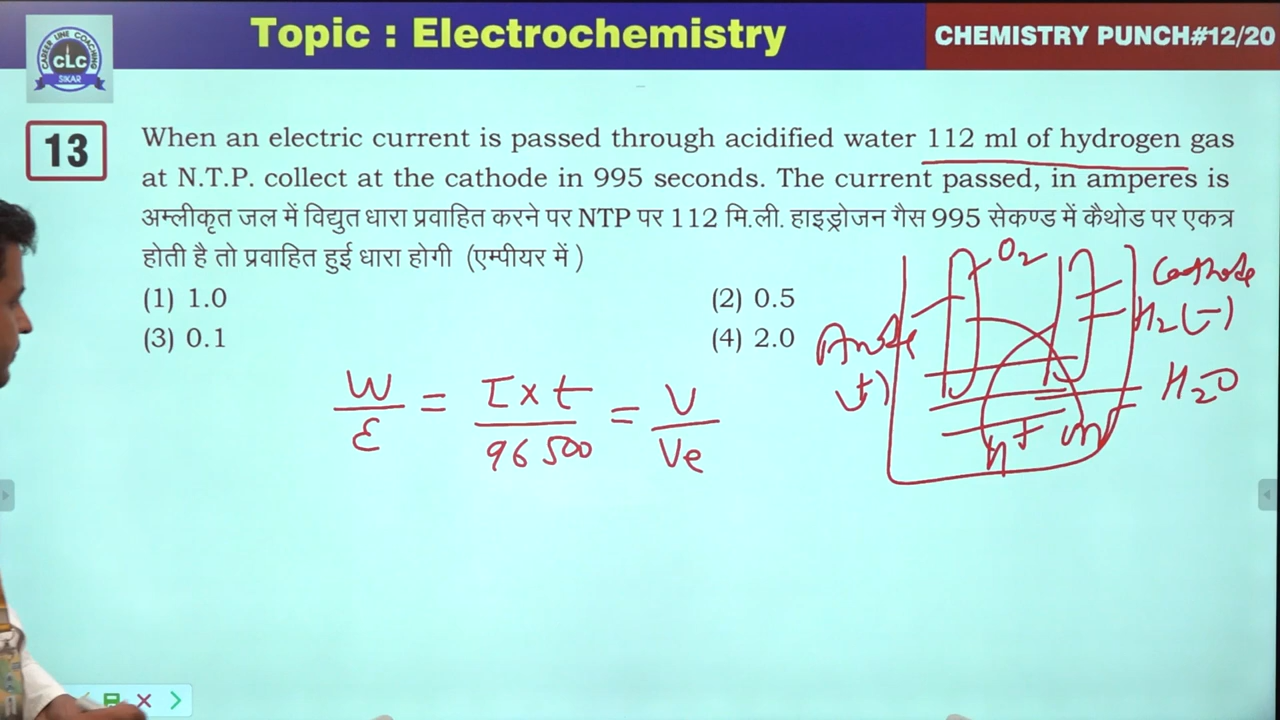 CAREER LINE COACHING
CLC
SIKAR
Topic : Electrochemistry
CHEMISTRY PUNCH#12/20
13
When an electric current is passed through acidified water 112 ml of hydrogen gas
at N.T.P. collect at the cathode in 995 seconds. The current passed, in amperes is
अम्लीकृत जल में विद्युत धारा प्रवाहित करने पर NTP पर 112 मि.ली. हाइड्रोजन गैस 995 सेकण्ड में कैथोड पर एकत्र
होती है तो प्रवाहित हुई धारा होगी (एम्पीयर में )
(1) 1.0
(2) 0.5
(3) 0.1
(4) 2.0
O₂
Cathode
H₂(-)
Anode
(+)
H₂O
W/E = I x t/96500 = V/Ve
H⁺